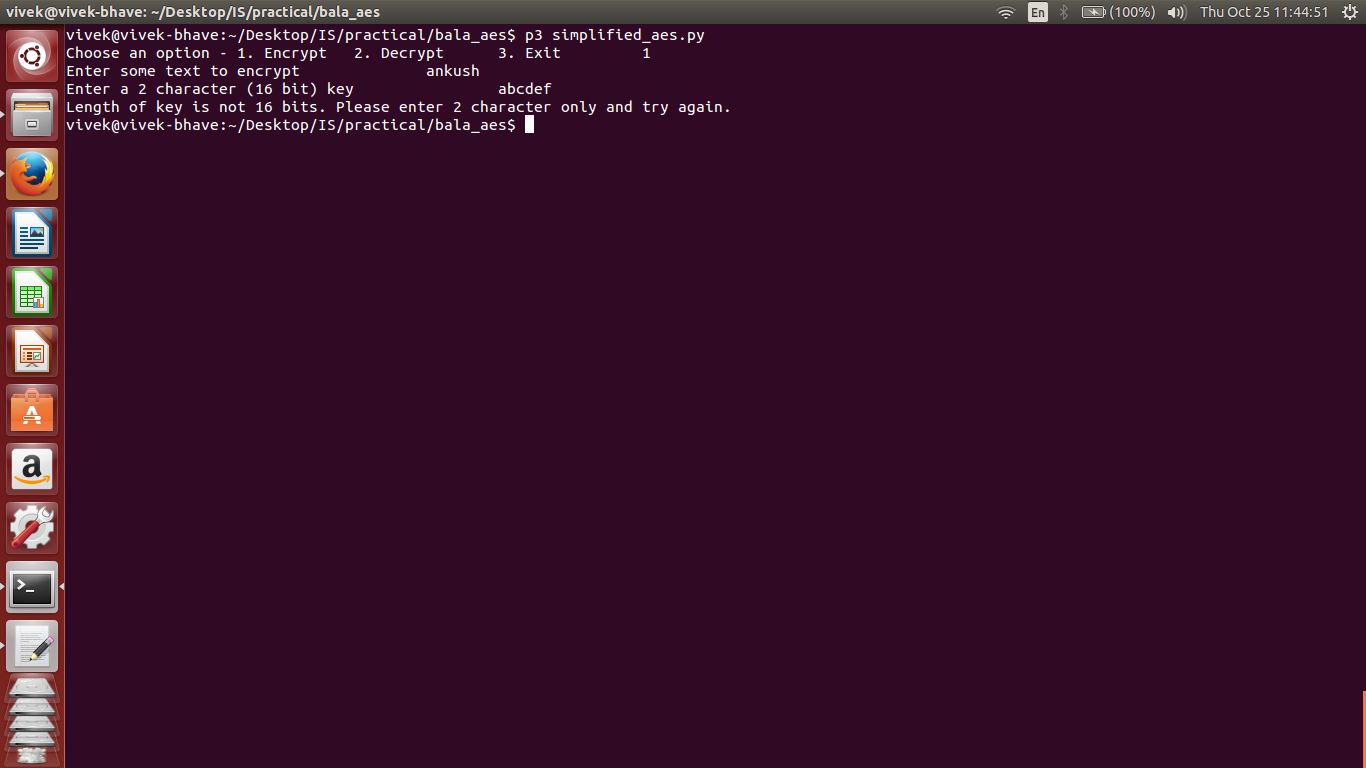 vivek@vivek-bhave: ~/Desktop/IS/practical/bala_aes En (100%) Thu Oct 25 11:44:51
vivek@vivek-bhave:~/Desktop/IS/practical/bala_aes$ p3 simplified_aes.py
Choose an option - 1. Encrypt 2. Decrypt 3. Exit 1
Enter some text to encrypt ankush
Enter a 2 character (16 bit) key abcdef
Length of key is not 16 bits. Please enter 2 character only and try again.
vivek@vivek-bhave:~/Desktop/IS/practical/bala_aes$